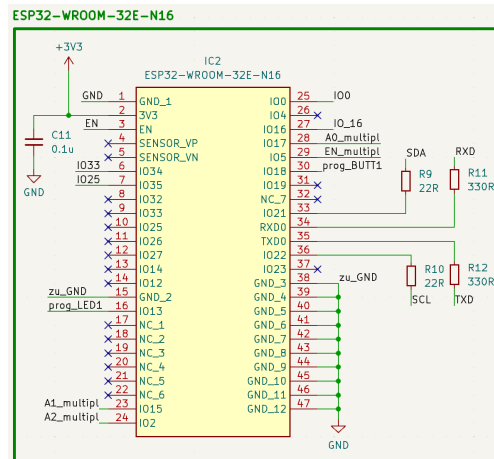 ESP32-WROOM-32E-N16
+3V3
IC2
ESP32-WROOM-32E-N16
GND 1 GND_1 IO0 25 IO0
2 3V3 IO4 26
EN 3 EN IO16 27 IO_16
4 SENSOR_VP IO17 28 A0_multipl
5 SENSOR_VN IO5 29 EN_multipl
IO33 6 IO34 IO18 30 prog_BUTT1
IO25 7 IO35 IO19 31
8 IO32 NC_7 32
9 IO33 IO21 33
10 IO25 RXD0 34
11 IO26 TXD0 35
12 IO27 IO22 36
13 IO14 IO23 37
14 IO12 GND_3 38 zu_GND
zu_GND 15 GND_2 GND_4 39
prog_LED1 16 IO13 GND_5 40
17 NC_1 GND_6 41
18 NC_2 GND_7 42
19 NC_3 GND_8 43
20 NC_4 GND_9 44
21 NC_5 GND_10 45
22 NC_6 GND_11 46
A1_multipl 23 IO15 GND_12 47
A2_multipl 24 IO2
C11
0.1u
GND
SDA
R9
22R
RXD
R11
330R
R10
22R
SCL
R12
330R
TXD
GND